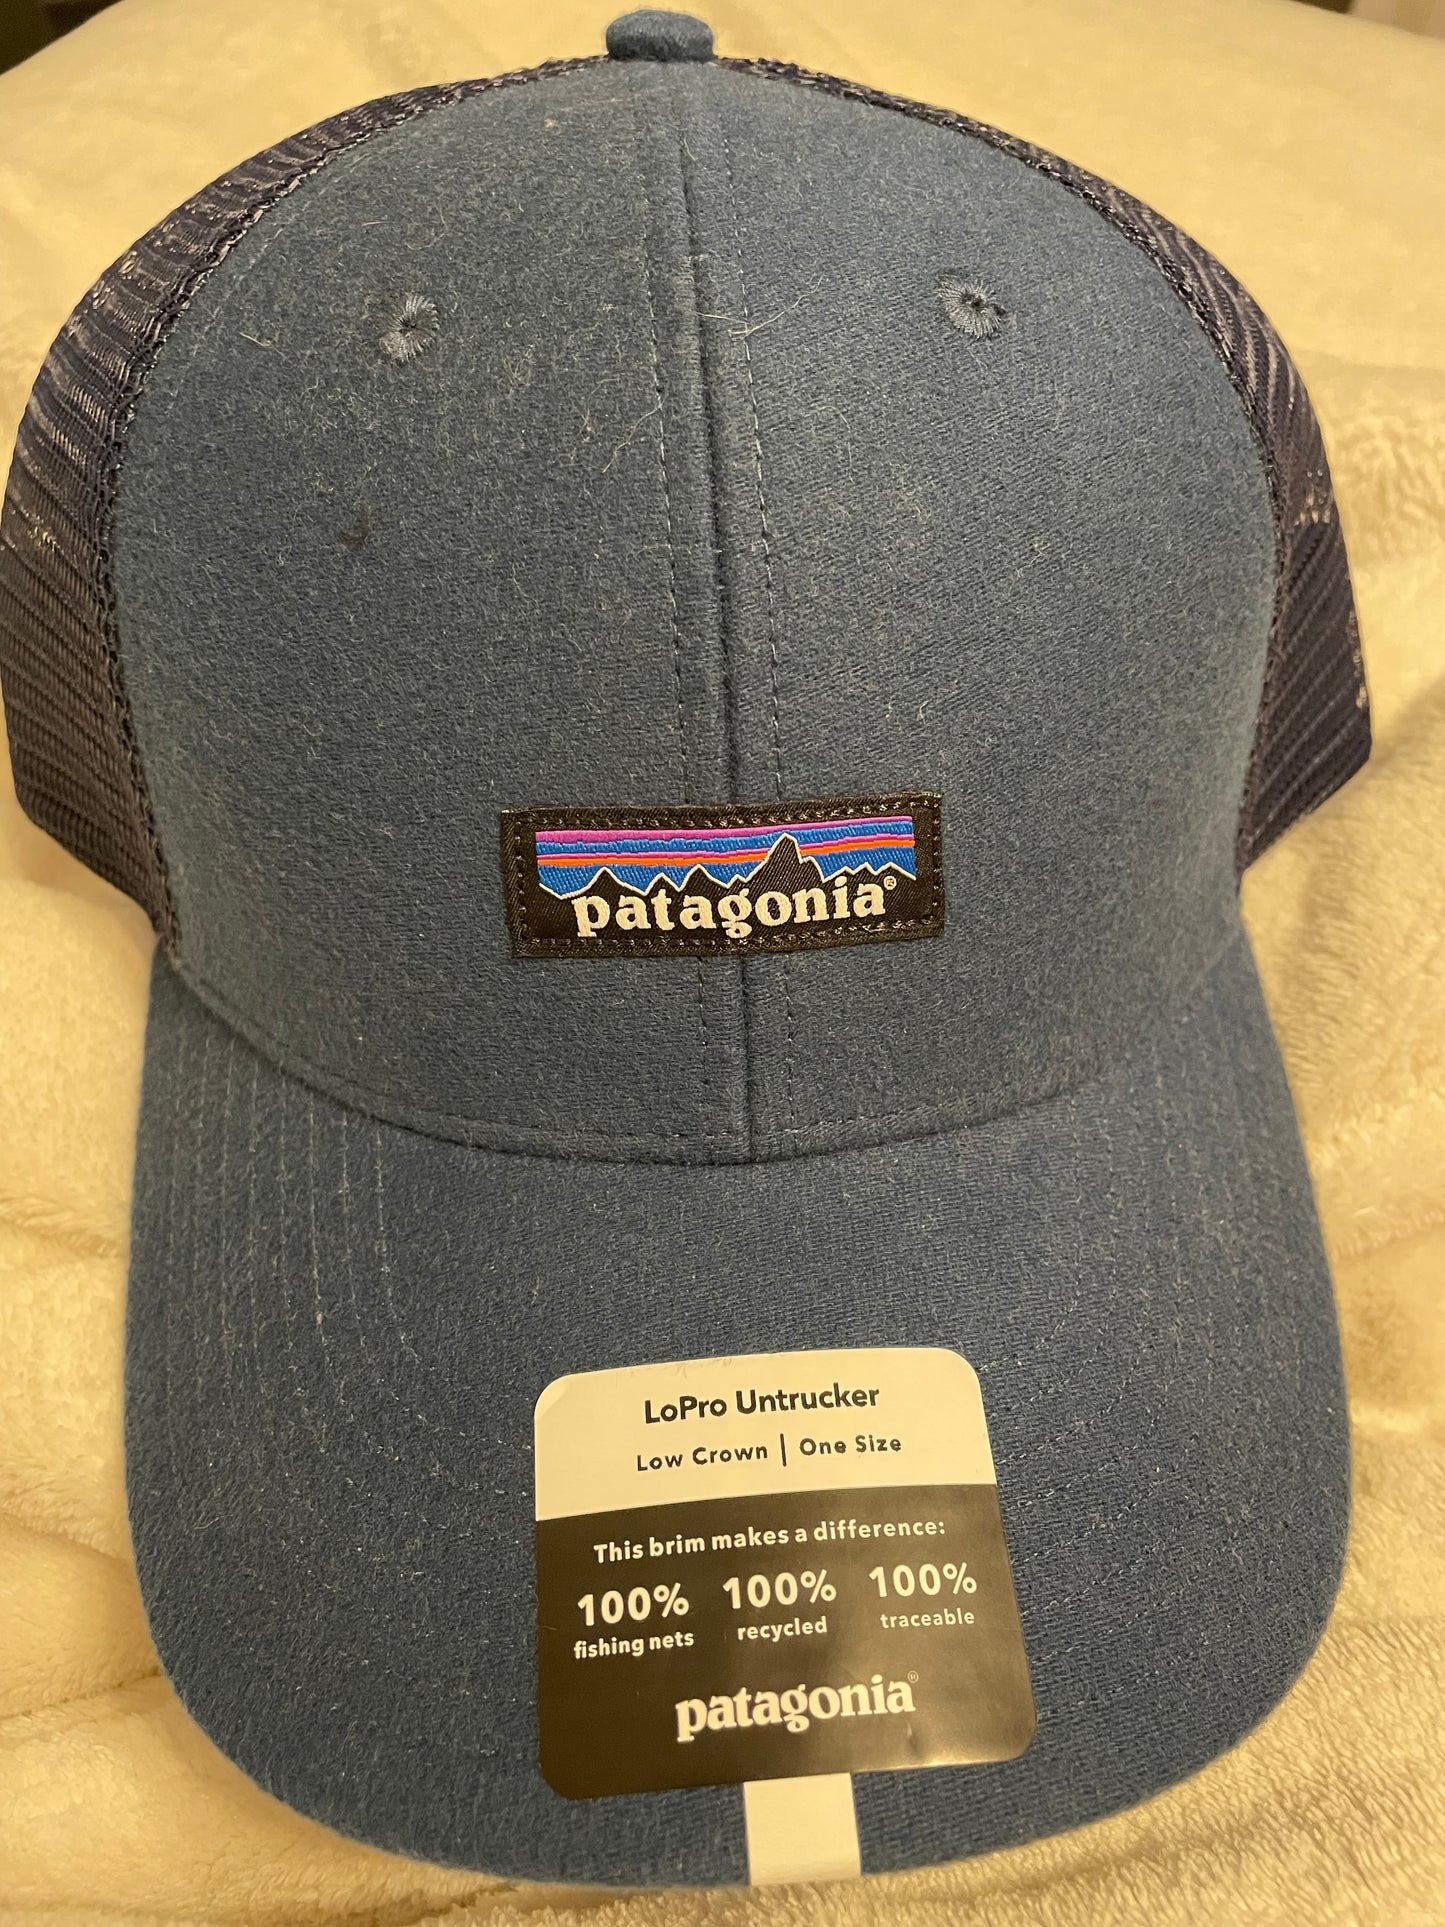 patagonia®
LoPro Untrucker
Low Crown | One Size
This brim makes a difference:
100% 100% 100%
fishing nets recycled traceable
patagonia®